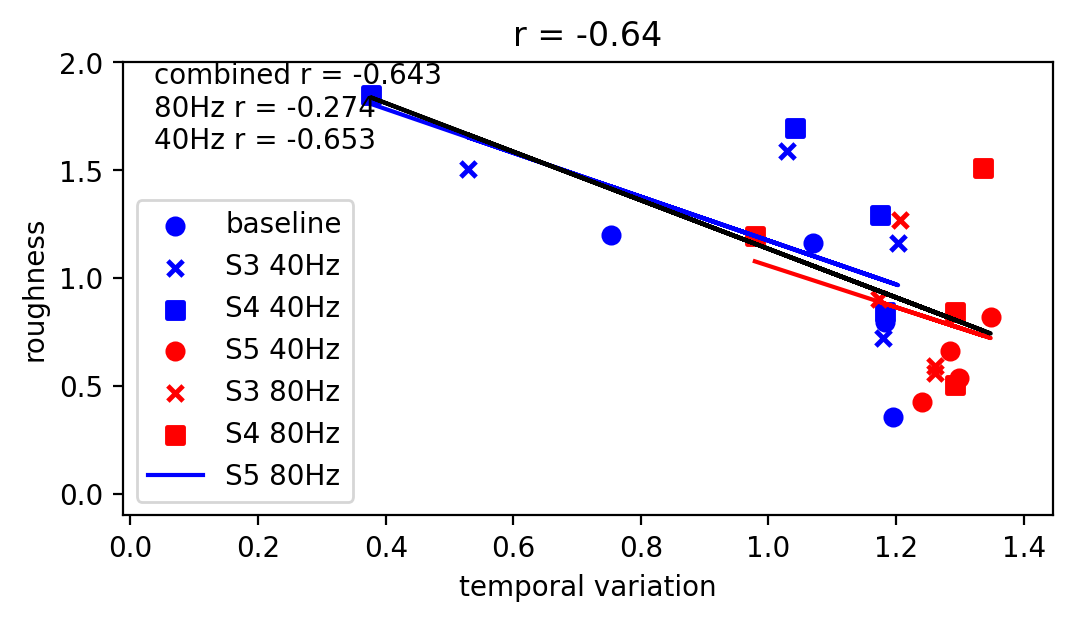 r = -0.64
combined r = -0.643
80Hz r = -0.274
40Hz r = -0.653
baseline
S3 40Hz
S4 40Hz
S5 40Hz
S3 80Hz
S4 80Hz
S5 80Hz
roughness
2.0
1.5
1.0
0.5
0.0
0.0 0.2 0.4 0.6 0.8 1.0 1.2 1.4
temporal variation